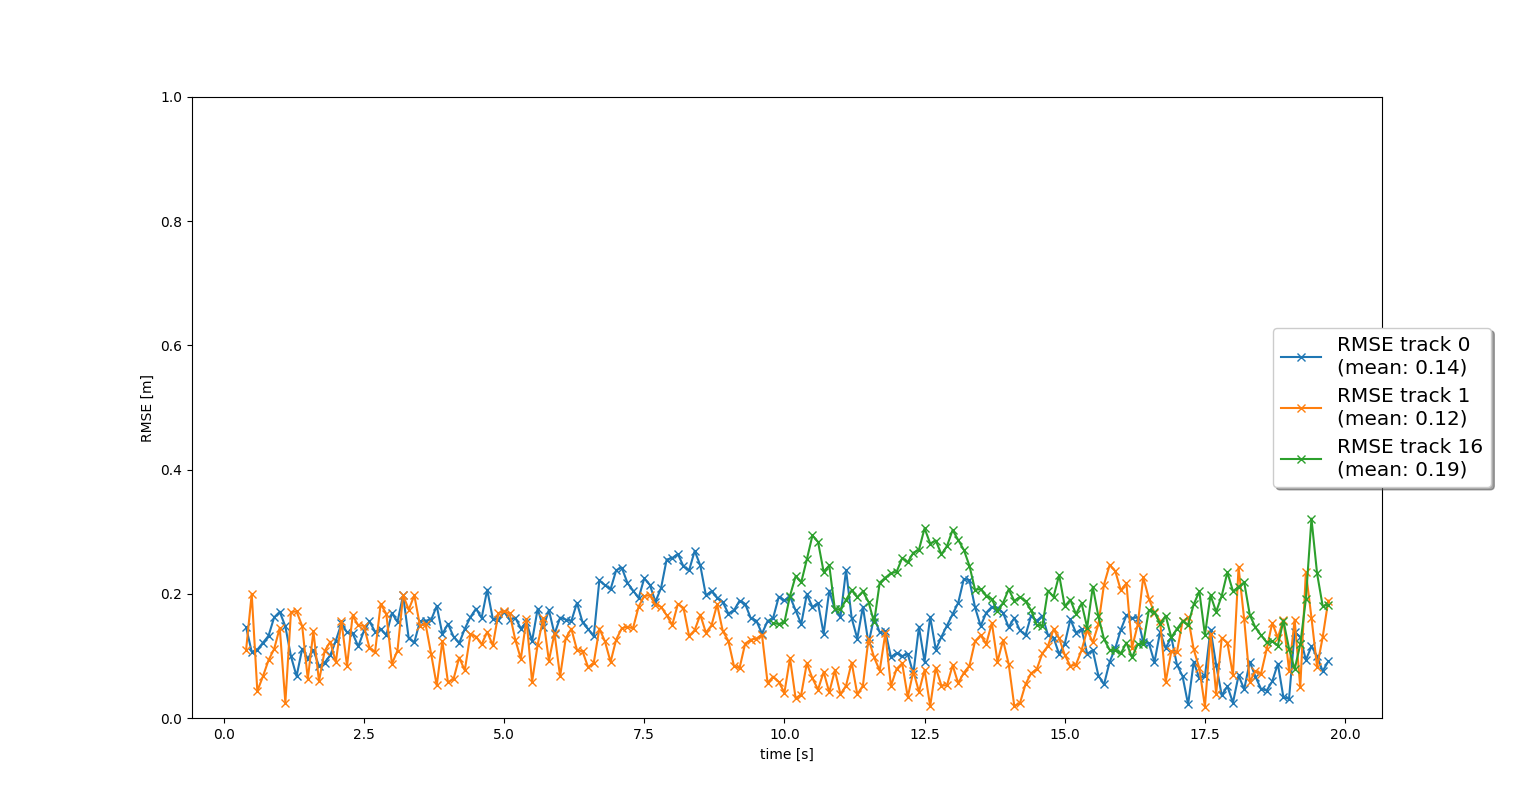 1.0
0.8
0.6
0.4
0.2
0.0
RMSE [m]
0.0 2.5 5.0 7.5 10.0 12.5 15.0 17.5 20.0
time [s]
RMSE track 0
(mean: 0.14)
RMSE track 1
(mean: 0.12)
RMSE track 16
(mean: 0.19)